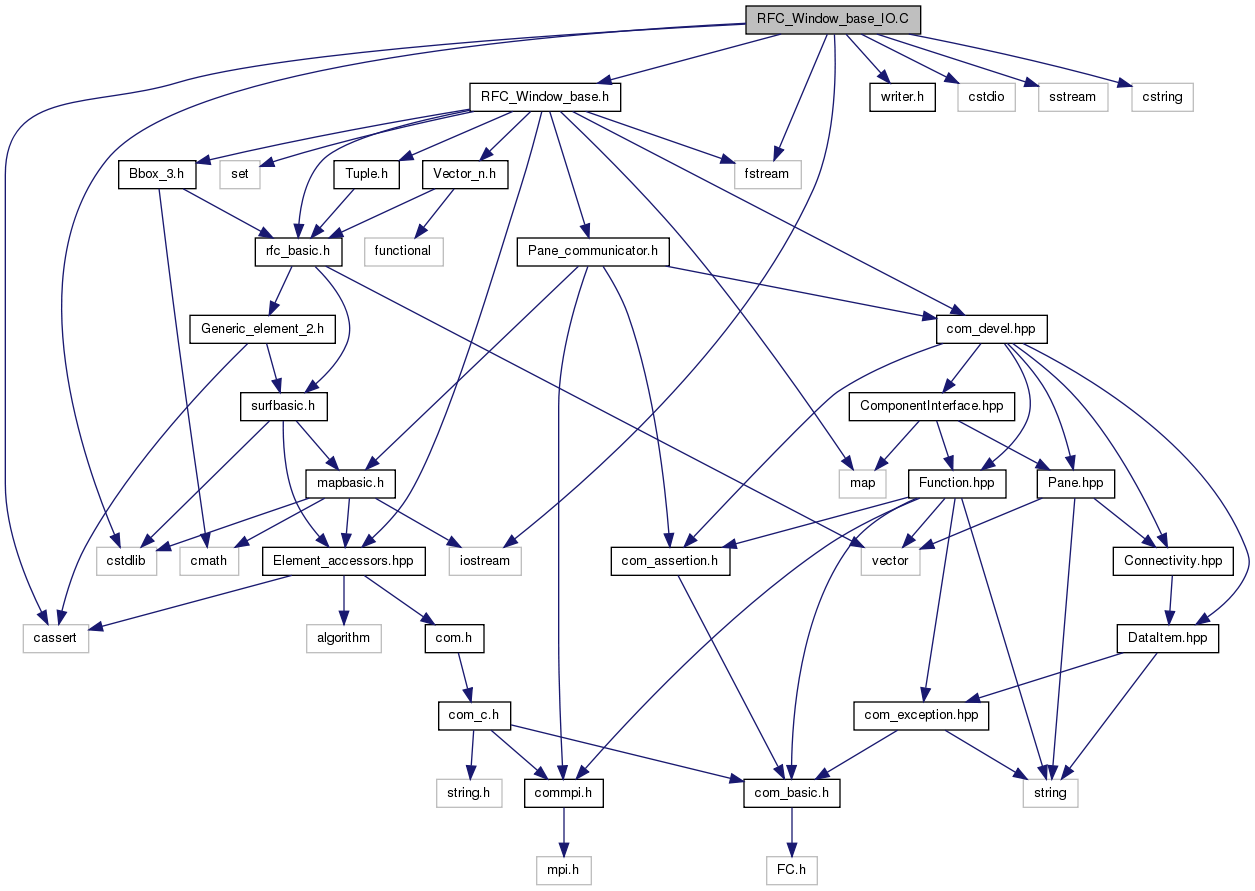 RFC_Window_base_IO.C
RFC_Window_base.h
writer.h
cstdio
sstream
cstring
Bbox_3.h
set
Tuple.h
Vector_n.h
fstream
rfc_basic.h
functional
Pane_communicator.h
Generic_element_2.h
com_devel.hpp
surfbasic.h
ComponentInterface.hpp
mapbasic.h
map
Function.hpp
Pane.hpp
cstdlib
cmath
Element_accessors.hpp
iostream
com_assertion.h
vector
Connectivity.hpp
cassert
algorithm
com.h
DataItem.hpp
com_c.h
com_exception.hpp
string.h
commpi.h
com_basic.h
string
mpi.h
FC.h